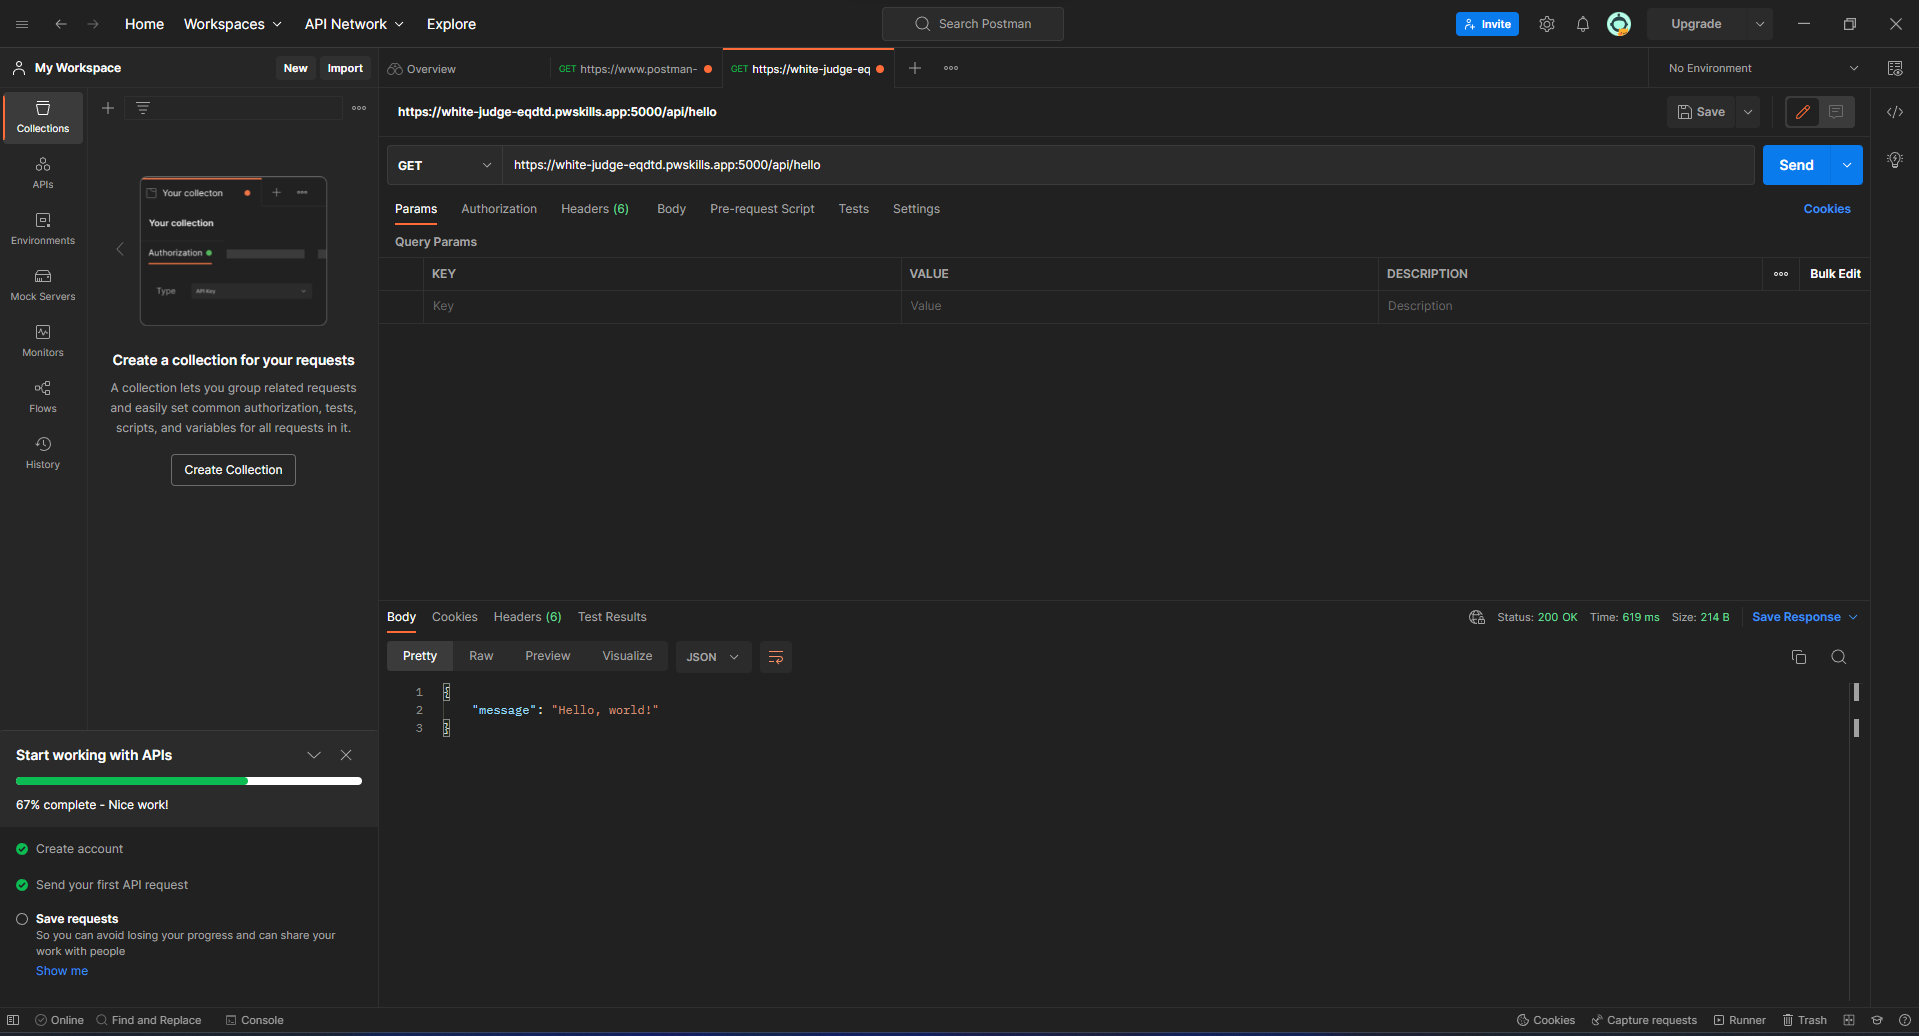 Home Workspaces API Network Explore Search Postman Invite Upgrade
My Workspace New Import Overview GET https://www.postman- GET https://white-judge-eq No Environment
Collections
APIs
Environments
Mock Servers
Monitors
Flows
History
Your collecton
Your collection
Authorization
Type API Key
Create a collection for your requests
A collection lets you group related requests
and easily set common authorization, tests,
scripts, and variables for all requests in it.
Create Collection
Start working with APIs
67% complete - Nice work!
Create account
Send your first API request
Save requests
So you can avoid losing your progress and can share your
work with people
Show me
https://white-judge-eqdtd.pwskills.app:5000/api/hello Save
GET https://white-judge-eqdtd.pwskills.app:5000/api/hello Send
Params Authorization Headers (6) Body Pre-request Script Tests Settings Cookies
Query Params
KEY VALUE DESCRIPTION Bulk Edit
Key Value Description
Body Cookies Headers (6) Test Results Status: 200 OK Time: 619 ms Size: 214 B Save Response
Pretty Raw Preview Visualize JSON
1 {
2 "message": "Hello, world!"
3 }
Online Find and Replace Console Cookies Capture requests Runner Trash